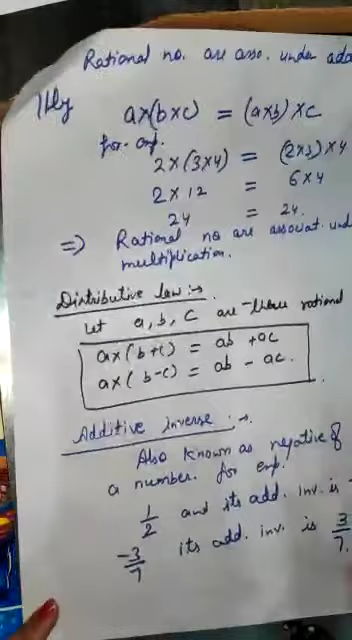 Rational no. are asso. under add
|||ly a×(b×c) = (a×b)×c
for. exp.
2×(3×4) = (2×3)×4
2 × 12 = 6×4
24 = 24.
⇒ Rational no are associat. und
multiplication.
Distributive law :→
let a, b, c are three rational
a×(b+c) = ab +ac
a×(b-c) = ab - ac.
Additive Inverse :→
Also known as negative of
a number. for exp.
1/2 and its add. inv. is -
-3/7 its add. inv. is 3/7.